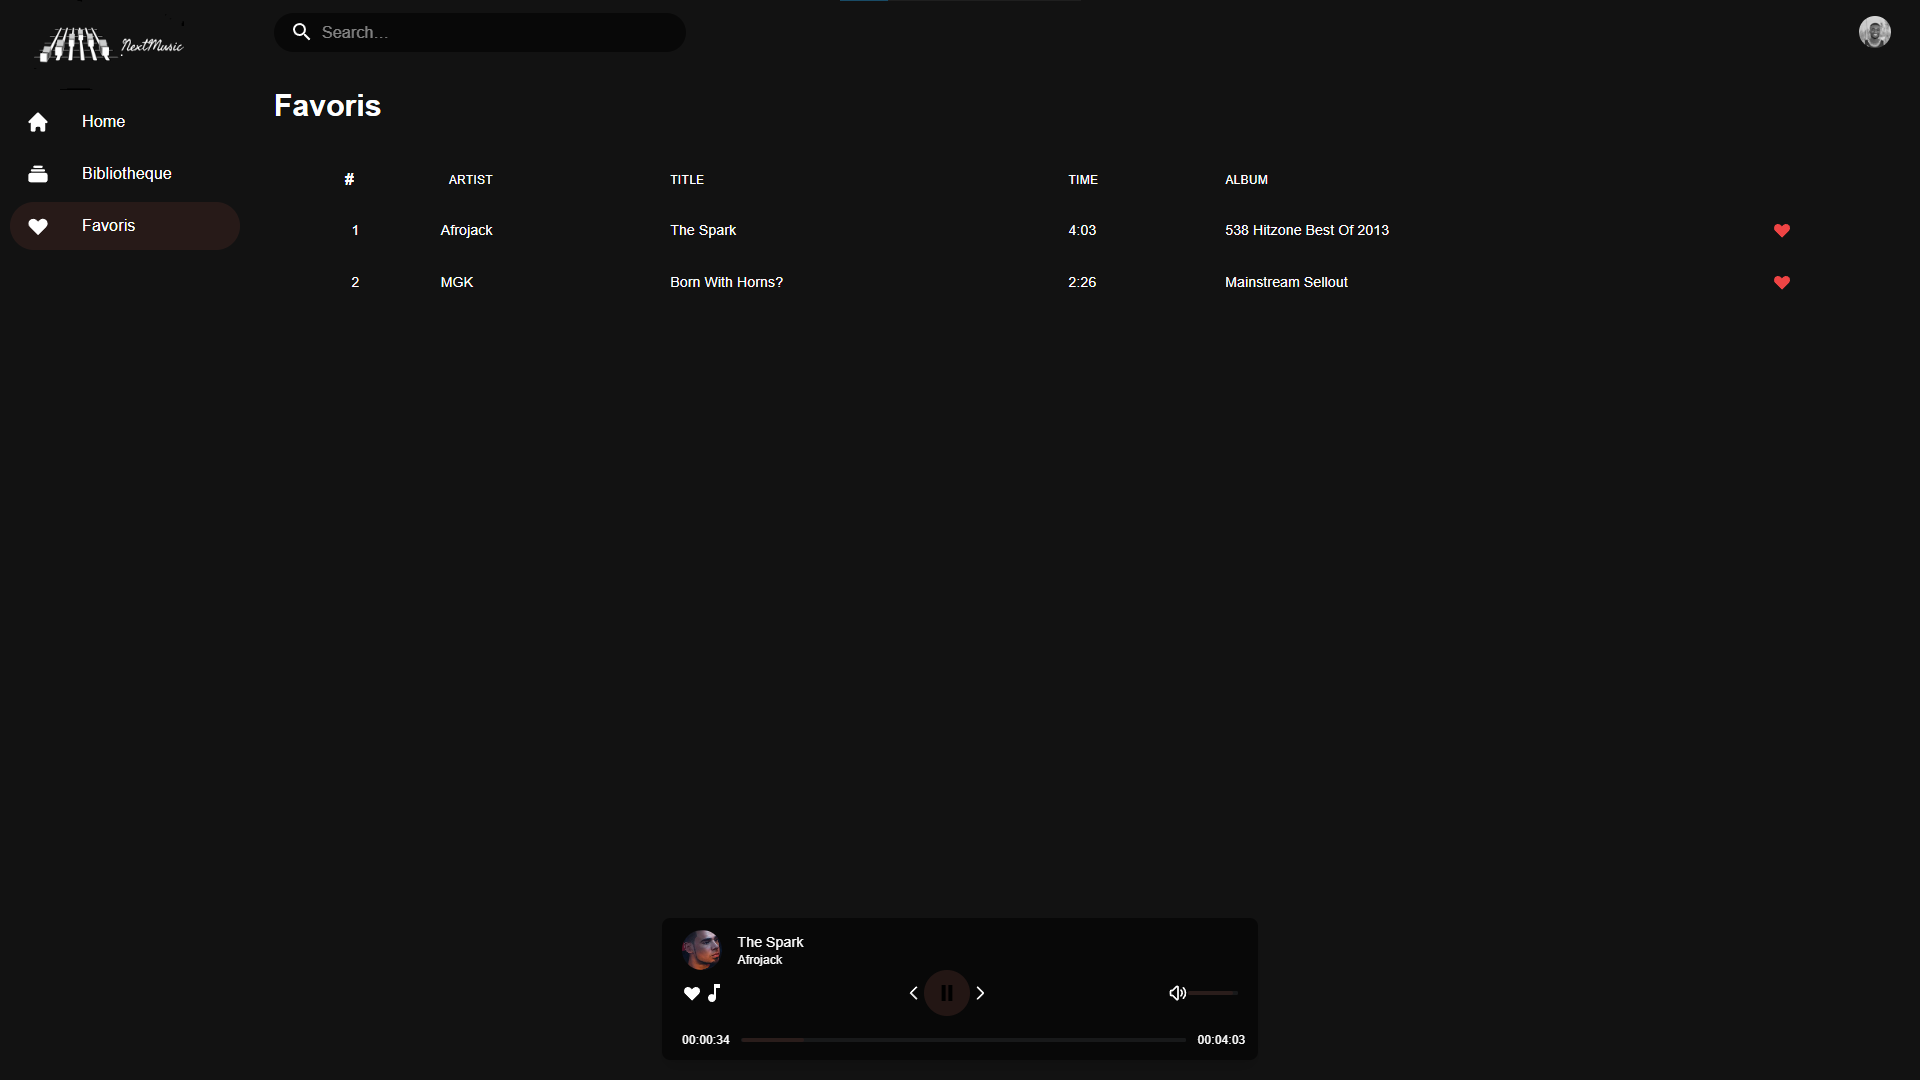 NextMusic
Search...
Home
Bibliotheque
Favoris
Favoris
# ARTIST TITLE TIME ALBUM
1 Afrojack The Spark 4:03 538 Hitzone Best Of 2013
2 MGK Born With Horns? 2:26 Mainstream Sellout
The Spark
Afrojack
00:00:34 00:04:03